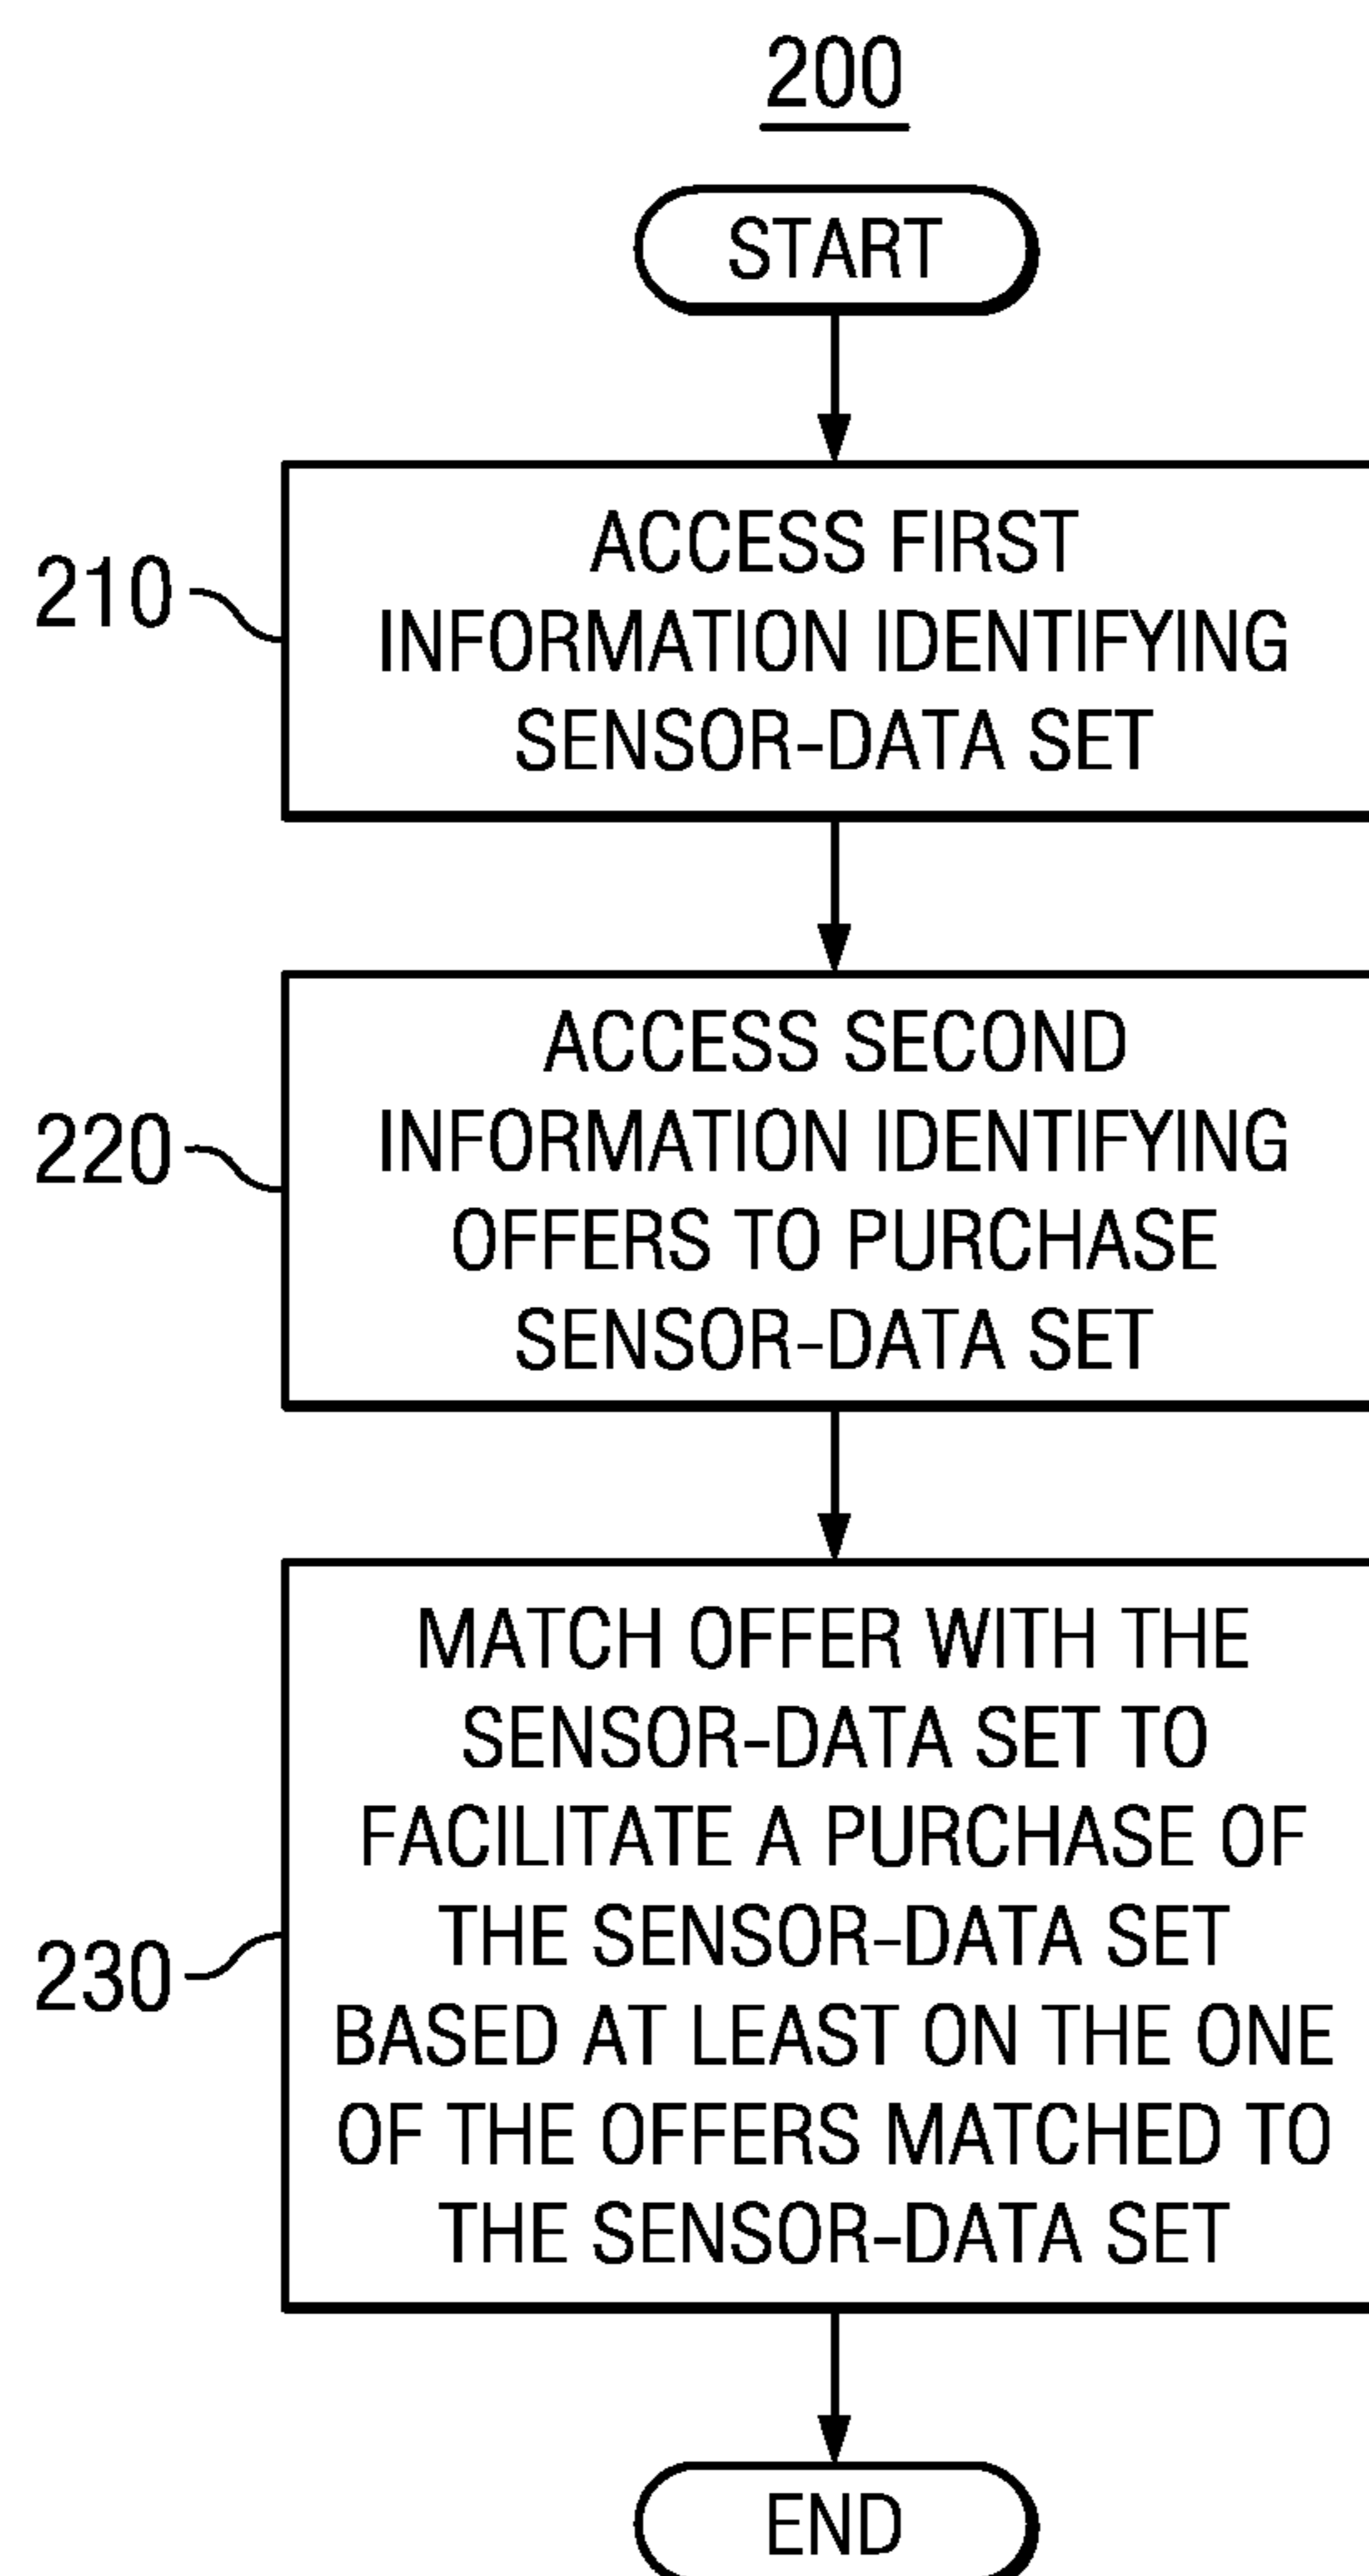 200
START
210
ACCESS FIRST
INFORMATION IDENTIFYING
SENSOR-DATA SET
220
ACCESS SECOND
INFORMATION IDENTIFYING
OFFERS TO PURCHASE
SENSOR-DATA SET
230
MATCH OFFER WITH THE
SENSOR-DATA SET TO
FACILITATE A PURCHASE OF
THE SENSOR-DATA SET
BASED AT LEAST ON THE ONE
OF THE OFFERS MATCHED TO
THE SENSOR-DATA SET
END